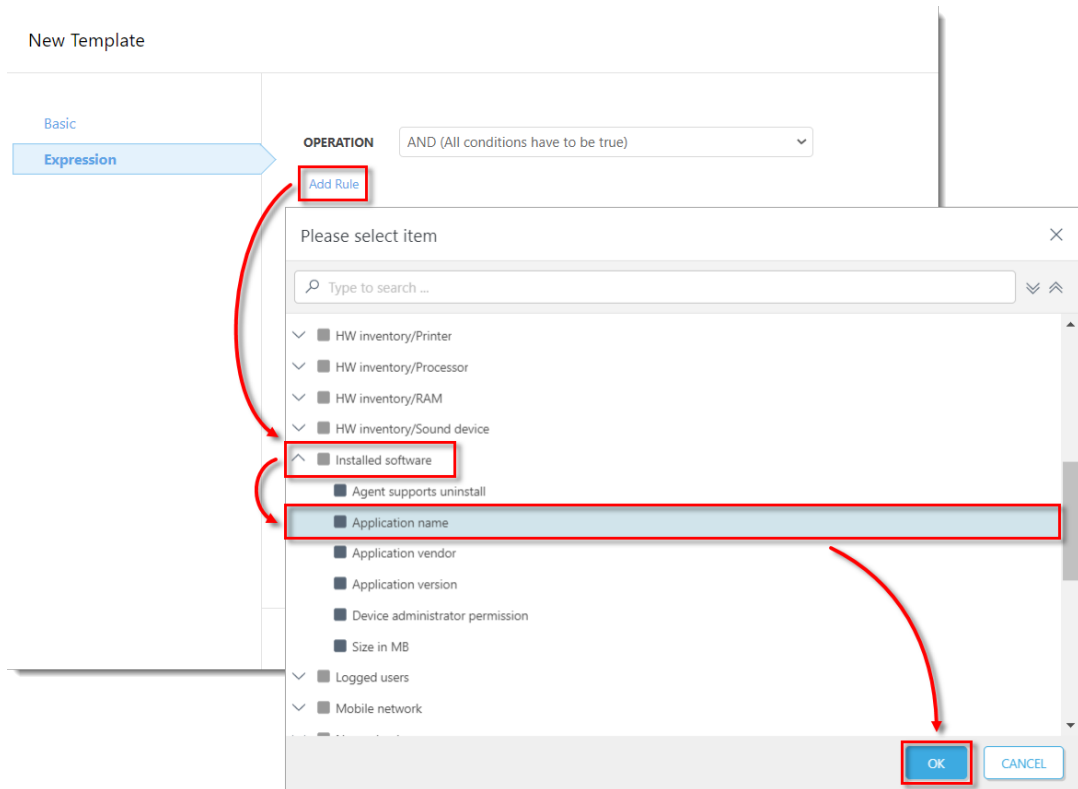 New Template
Basic
Expression
OPERATION
AND (All conditions have to be true)
Add Rule
Please select item
Type to search ...
HW inventory/Printer
HW inventory/Processor
HW inventory/RAM
HW inventory/Sound device
Installed software
Agent supports uninstall
Application name
Application vendor
Application version
Device administrator permission
Size in MB
Logged users
Mobile network
OK
CANCEL